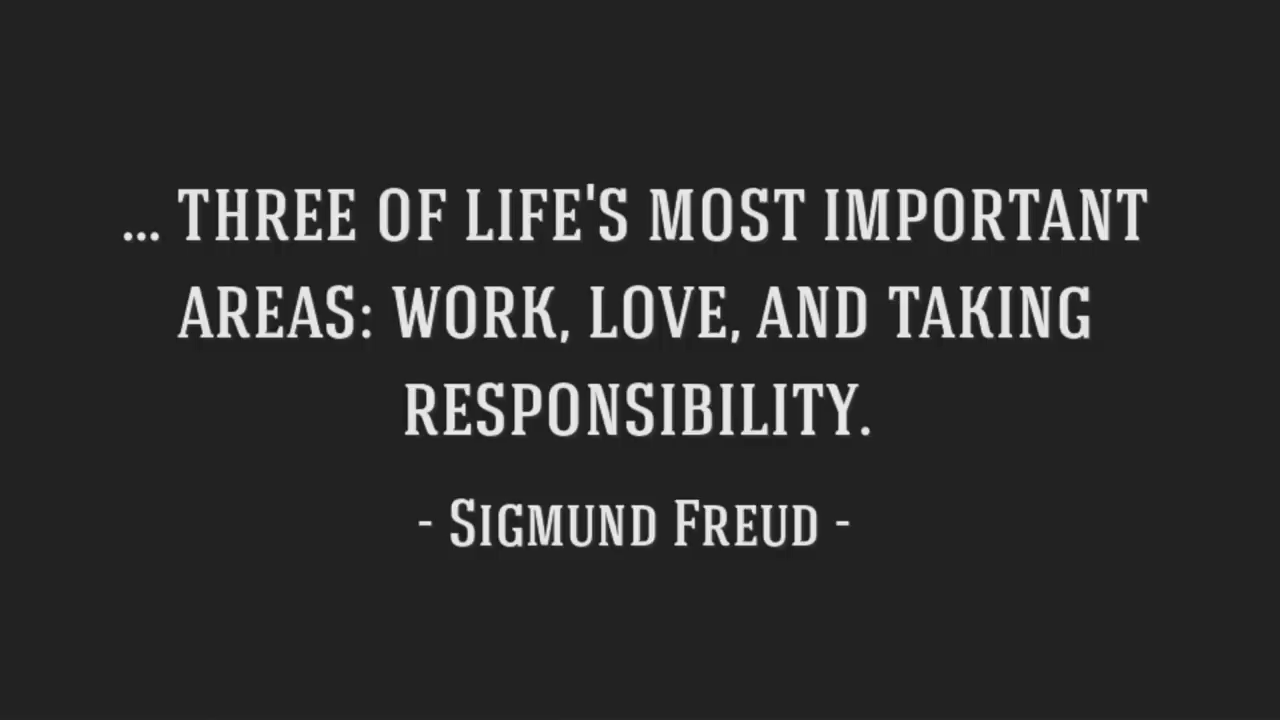 ... THREE OF LIFE'S MOST IMPORTANT
AREAS: WORK, LOVE, AND TAKING
RESPONSIBILITY.
- SIGMUND FREUD -